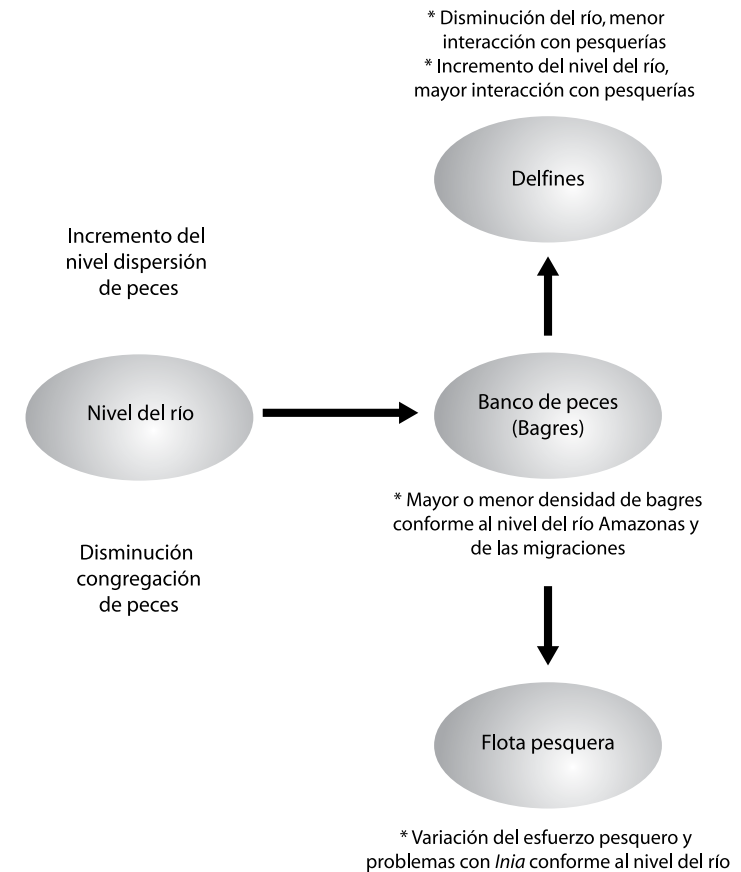 * Disminución del río, menor
interacción con pesquerías
* Incremento del nivel del río,
mayor interacción con pesquerías
Delfines
Incremento del
nivel dispersión
de peces
Nivel del río
Banco de peces
(Bagres)
* Mayor o menor densidad de bagres
conforme al nivel del río Amazonas y
de las migraciones
Disminución
congregación
de peces
Flota pesquera
* Variación del esfuerzo pesquero y
problemas con Inia conforme al nivel del río